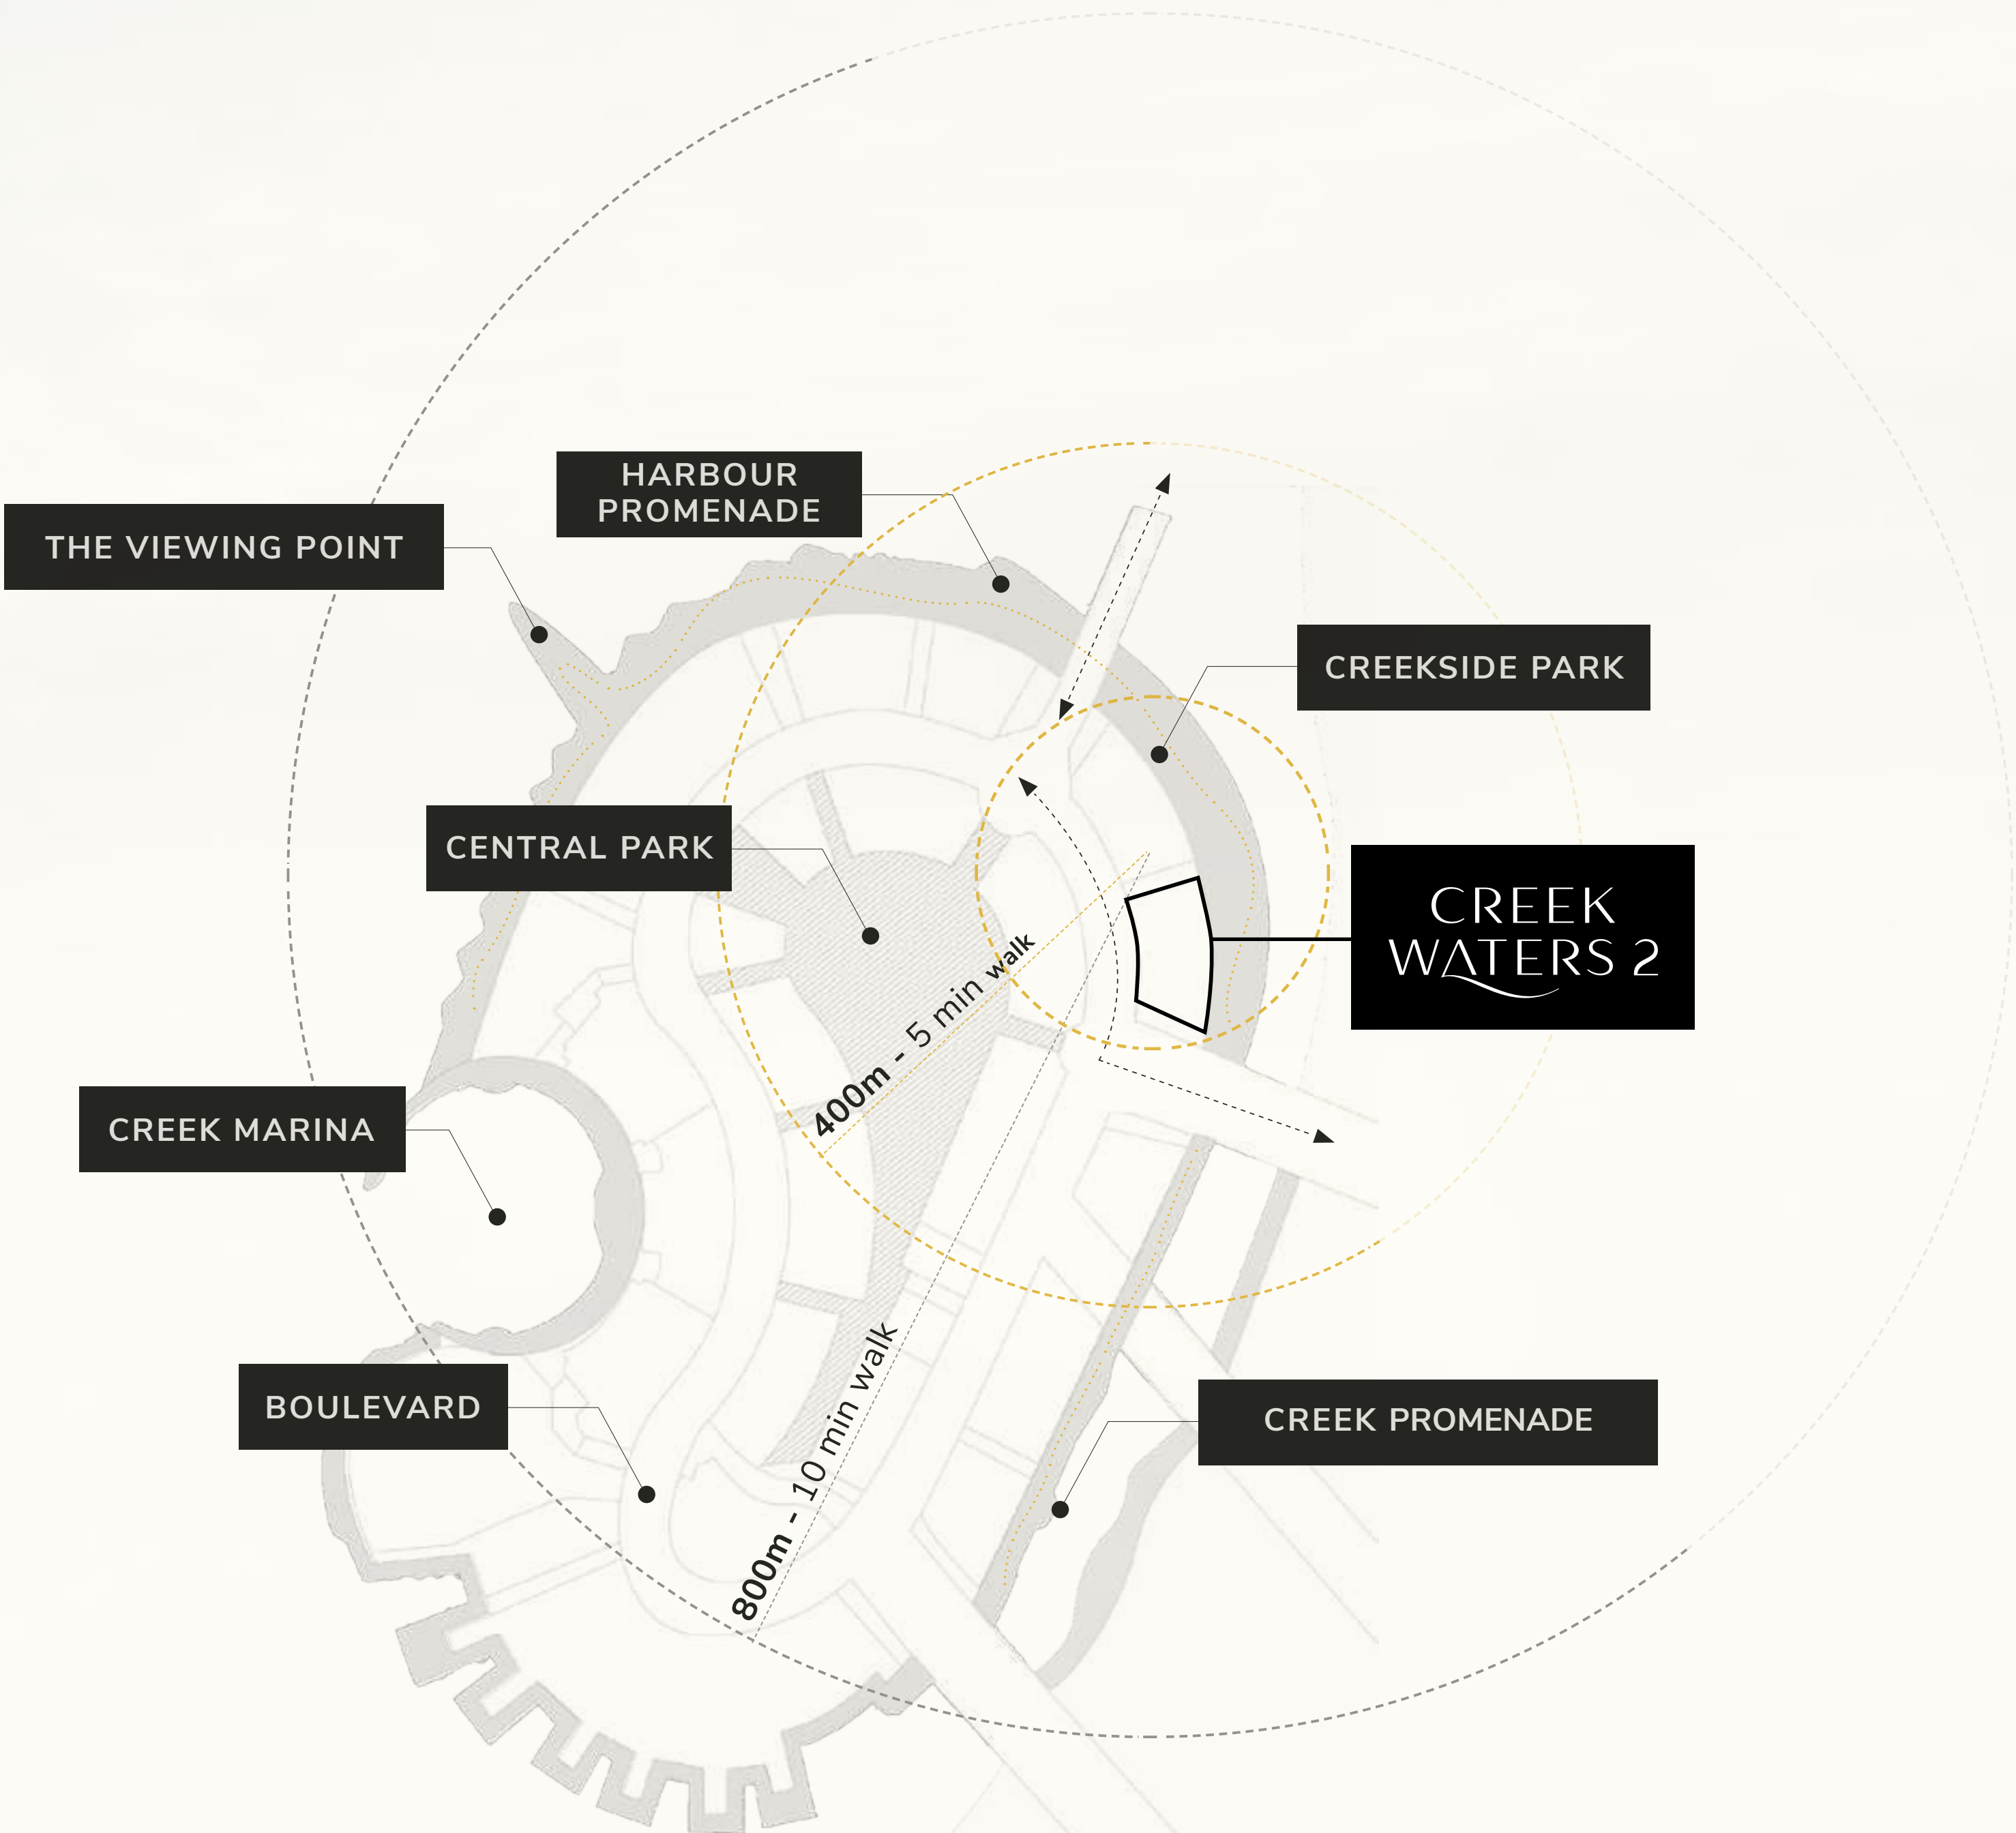 HARBOUR
PROMENADE
THE VIEWING POINT
CREEKSIDE PARK
CENTRAL PARK
CREEK
WATERS 2
400m - 5 min walk
CREEK MARINA
800m - 10 min walk
BOULEVARD
CREEK PROMENADE